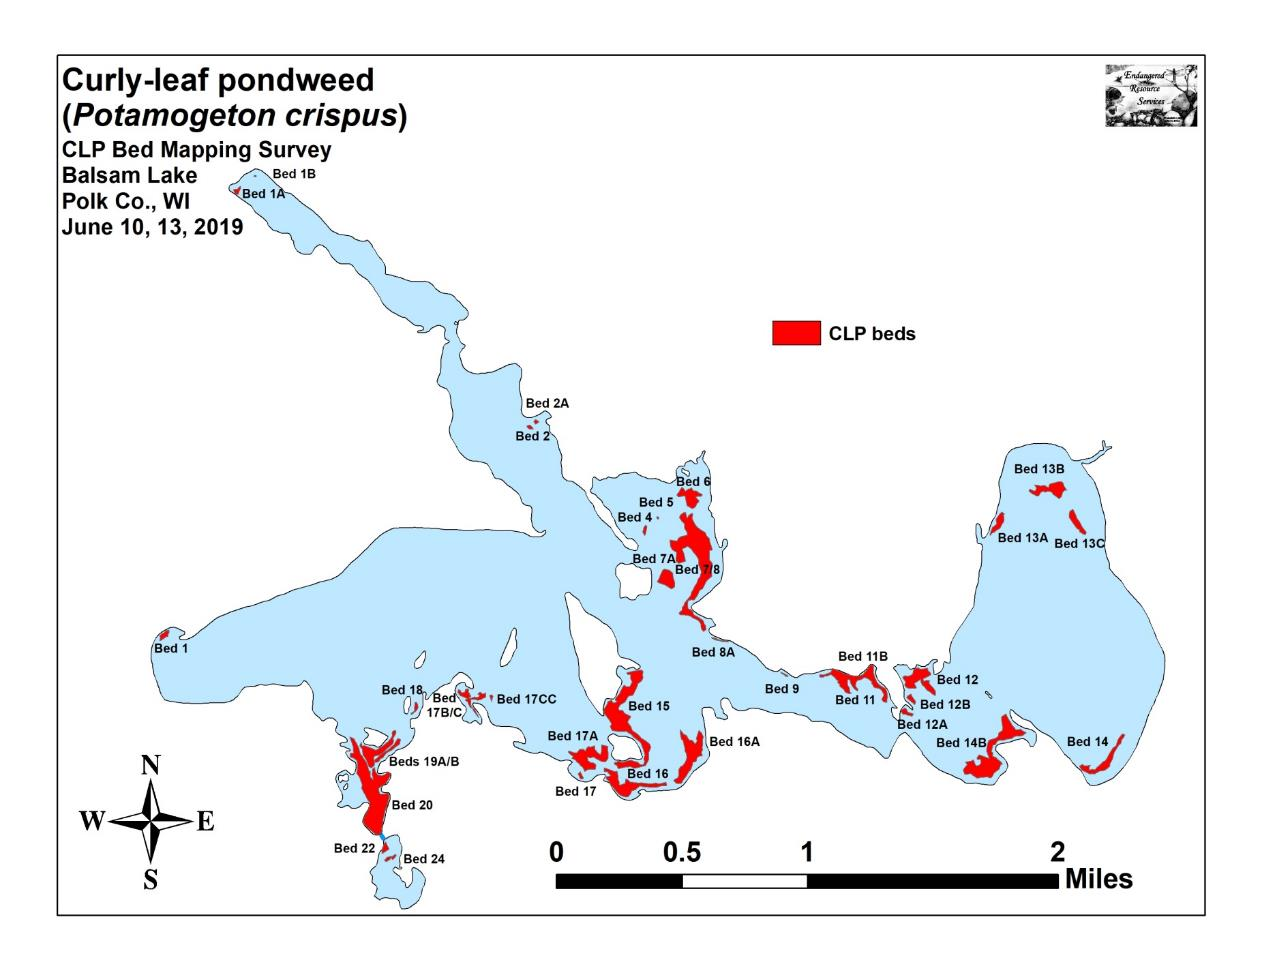 Curly-leaf pondweed
(Potamogeton crispus)
CLP Bed Mapping Survey
Balsam Lake
Polk Co., WI
June 10, 13, 2019
Endangered
Resource
Services
Bed 1B
Bed 1A
CLP beds
Bed 2A
Bed 2
Bed 6
Bed 5
Bed 4
Bed 7A
Bed 7/8
Bed 13B
Bed 13A
Bed 13C
Bed 1
Bed 8A
Bed 11B
Bed 9
Bed 11
Bed 12
Bed 12B
Bed 12A
Bed 18
Bed
17B/C
Bed 17CC
Bed 15
Bed 17A
Bed 16A
Bed 14B
Bed 14
Beds 19A/B
Bed 16
Bed 17
Bed 20
Bed 22
Bed 24
N
W
E
S
0
0.5
1
2
Miles